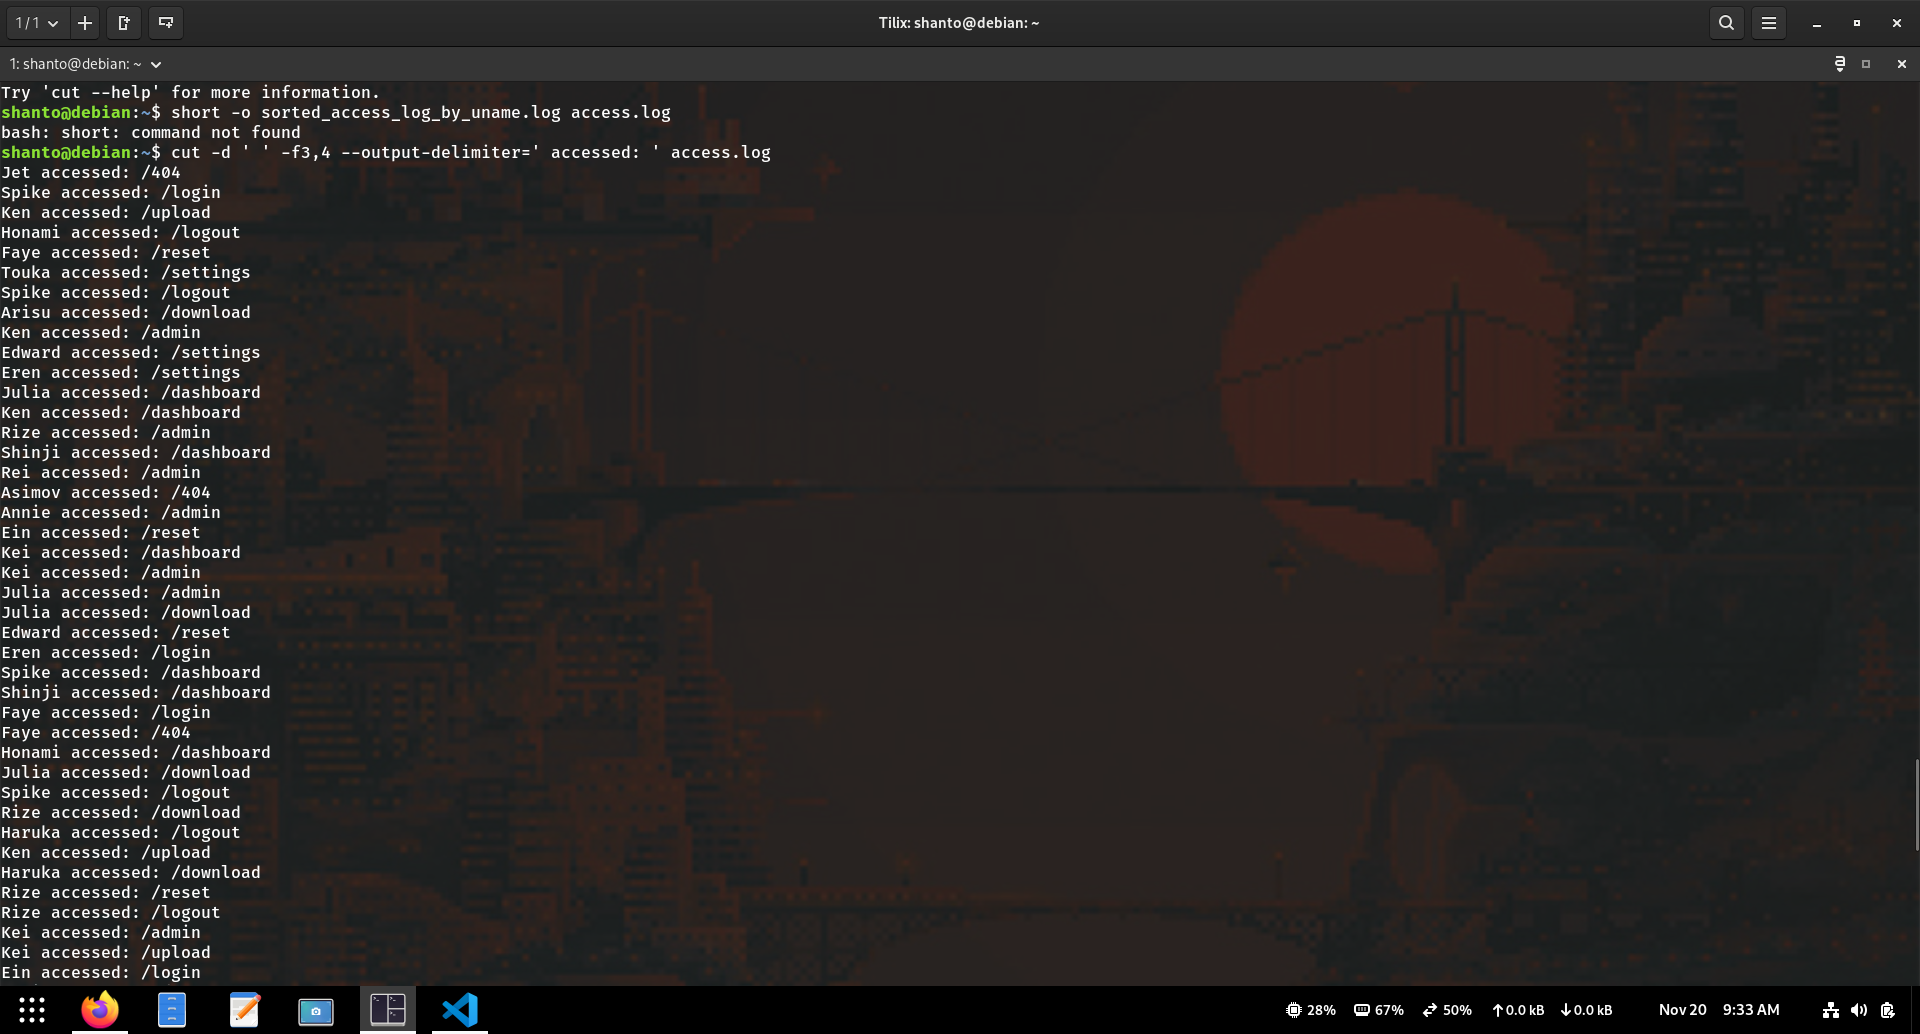 1 / 1
Tilix: shanto@debian: ~
1: shanto@debian: ~
Try 'cut --help' for more information.
shanto@debian:~$ short -o sorted_access_log_by_uname.log access.log
bash: short: command not found
shanto@debian:~$ cut -d ' ' -f3,4 --output-delimiter=' accessed: ' access.log
Jet accessed: /404
Spike accessed: /login
Ken accessed: /upload
Honami accessed: /logout
Faye accessed: /reset
Touka accessed: /settings
Spike accessed: /logout
Arisu accessed: /download
Ken accessed: /admin
Edward accessed: /settings
Eren accessed: /settings
Julia accessed: /dashboard
Ken accessed: /dashboard
Rize accessed: /admin
Shinji accessed: /dashboard
Rei accessed: /admin
Asimov accessed: /404
Annie accessed: /admin
Ein accessed: /reset
Kei accessed: /dashboard
Kei accessed: /admin
Julia accessed: /admin
Julia accessed: /download
Edward accessed: /reset
Eren accessed: /login
Spike accessed: /dashboard
Shinji accessed: /dashboard
Faye accessed: /login
Faye accessed: /404
Honami accessed: /dashboard
Julia accessed: /download
Spike accessed: /logout
Rize accessed: /download
Haruka accessed: /logout
Ken accessed: /upload
Haruka accessed: /download
Rize accessed: /reset
Rize accessed: /logout
Kei accessed: /admin
Kei accessed: /upload
Ein accessed: /login
28% 67% 50% 0.0 kB 0.0 kB Nov 20 9:33 AM